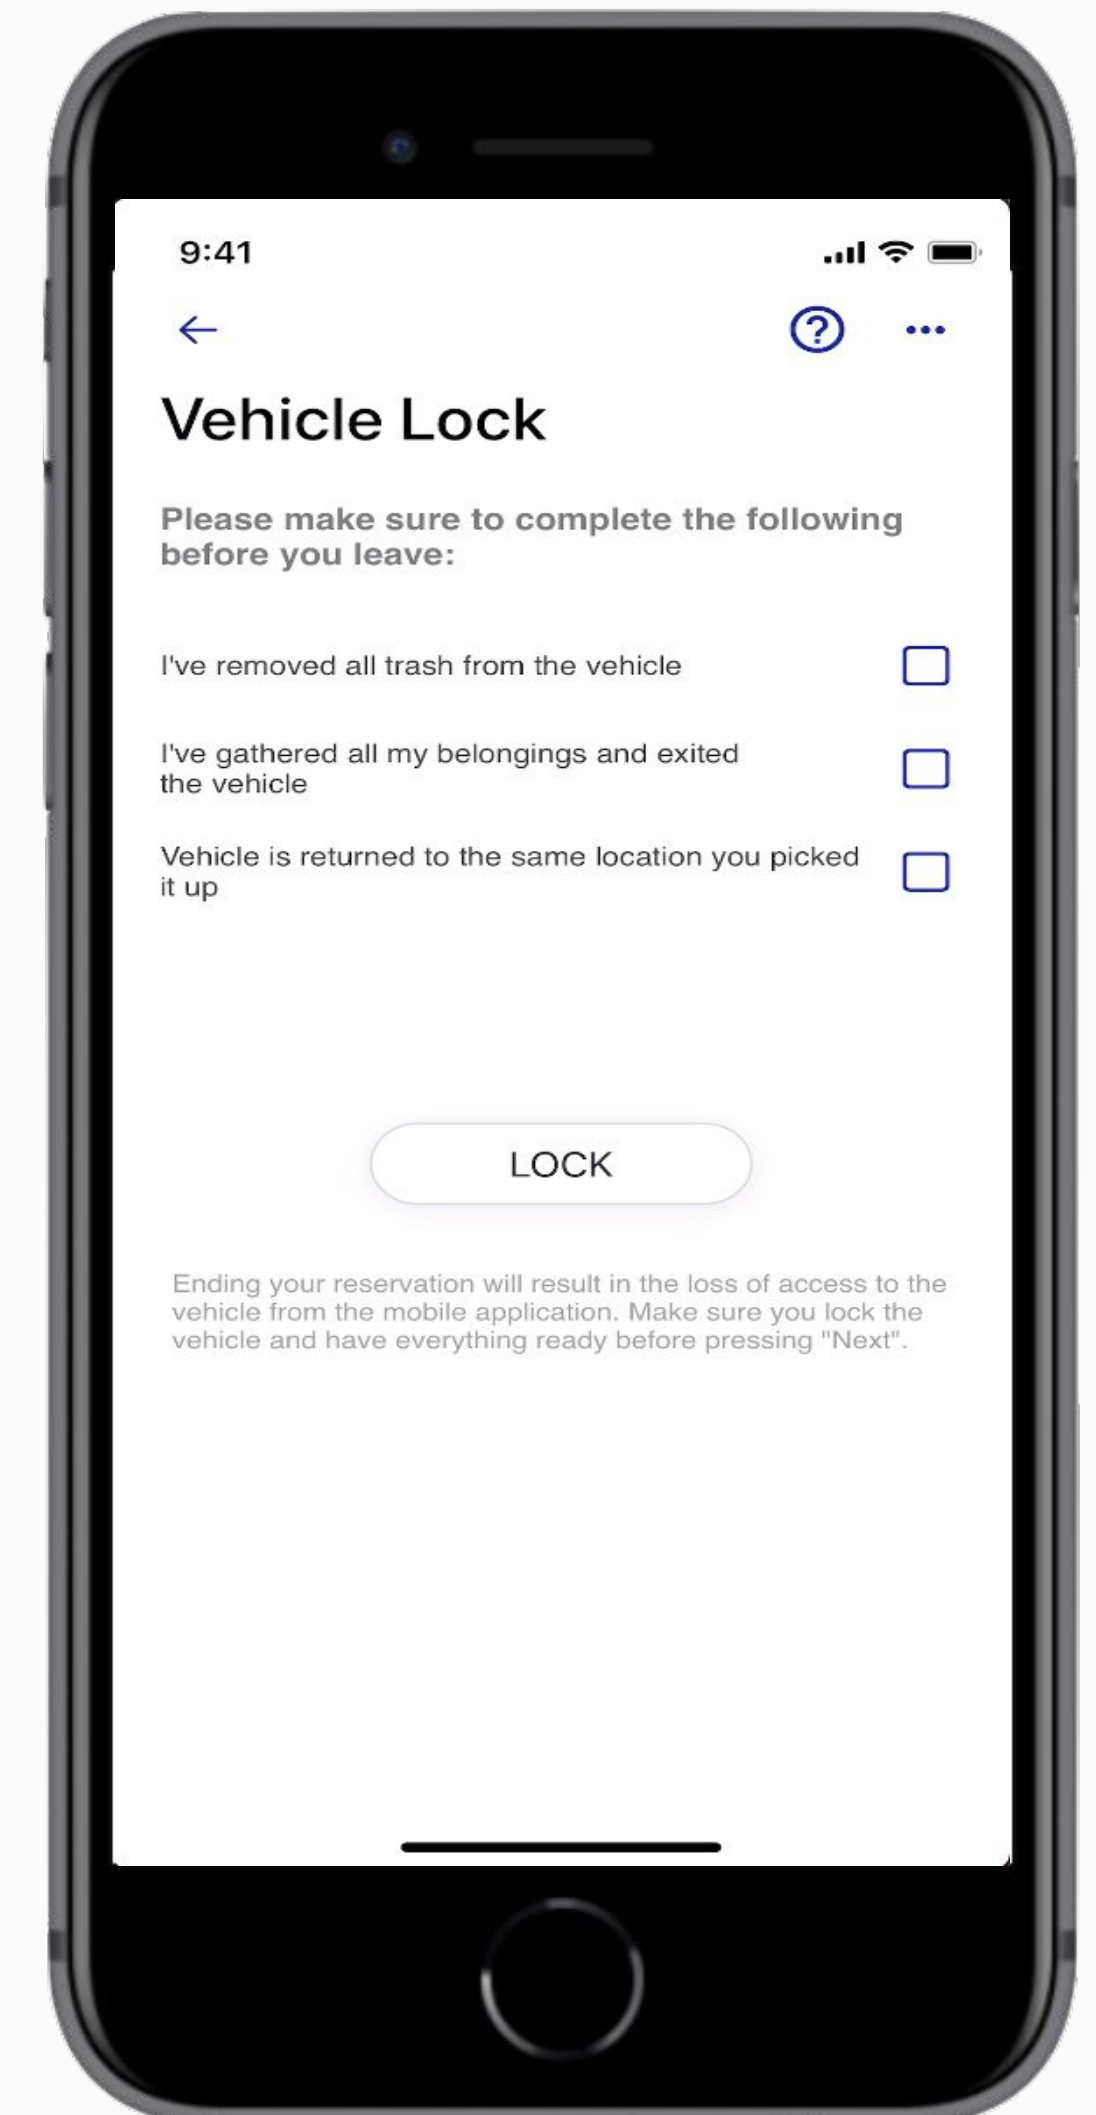 9:41
?
Vehicle Lock
Please make sure to complete the following
before you leave:
I've removed all trash from the vehicle
I've gathered all my belongings and exited
the vehicle
Vehicle is returned to the same location you picked
it up
LOCK
Ending your reservation will result in the loss of access to the
vehicle from the mobile application. Make sure you lock the
vehicle and have everything ready before pressing "Next".